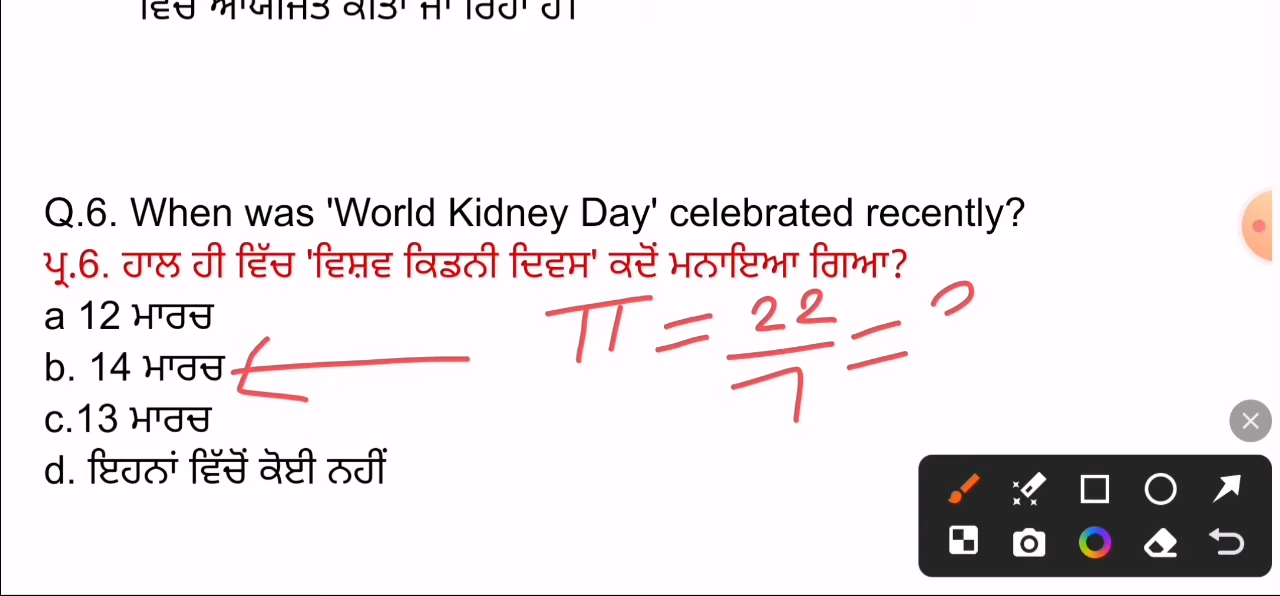 ਵਿੱਚ ਆਯੋਜਿਤ ਕੀਤਾ ਜਾ ਰਿਹਾ ਹੈ।
Q.6. When was 'World Kidney Day' celebrated recently?
ਪ੍ਰ.6. ਹਾਲ ਹੀ ਵਿੱਚ 'ਵਿਸ਼ਵ ਕਿਡਨੀ ਦਿਵਸ' ਕਦੋਂ ਮਨਾਇਆ ਗਿਆ?
a 12 ਮਾਰਚ
π = 22/7 =
b. 14 ਮਾਰਚ
c.13 ਮਾਰਚ
d. ਇਹਨਾਂ ਵਿੱਚੋਂ ਕੋਈ ਨਹੀਂ